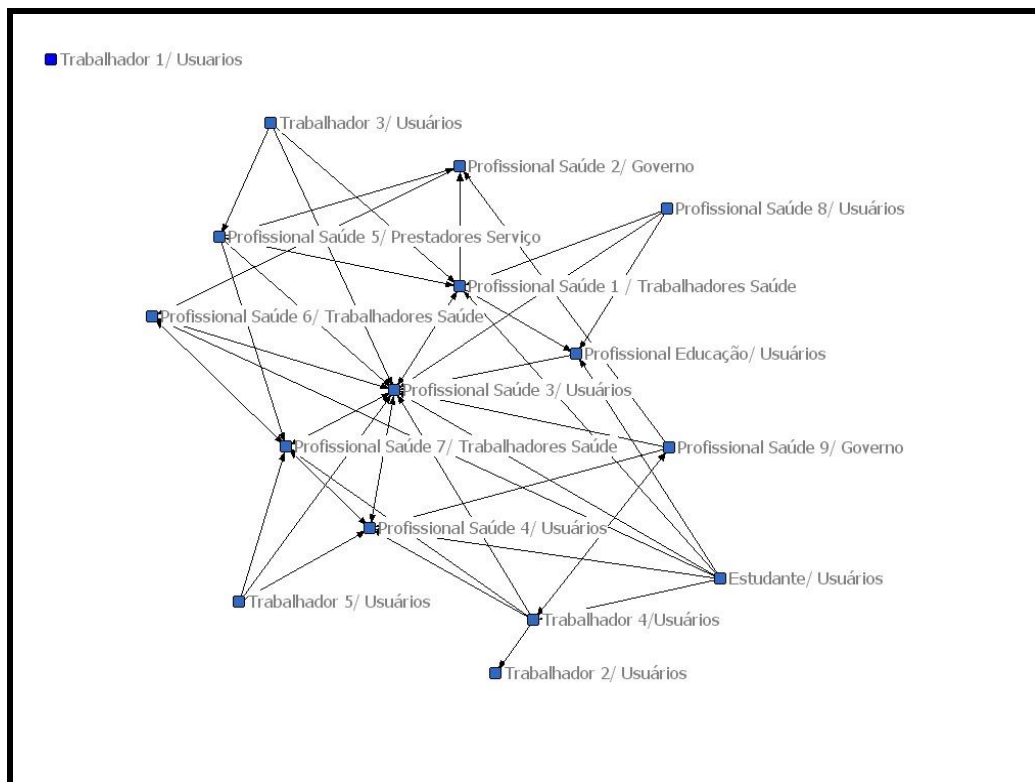 Trabalhador 1/ Usuarios
Trabalhador 3/ Usuários
Profissional Saúde 2/ Governo
Profissional Saúde 8/ Usuários
Profissional Saúde 5/ Prestadores Serviço
Profissional Saúde 1 / Trabalhadores Saúde
Profissional Saúde 6/ Trabalhadores Saúde
Profissional Educação/ Usuários
Profissional Saúde 3/ Usuários
Profissional Saúde 7/ Trabalhadores Saúde
Profissional Saúde 9/ Governo
Profissional Saúde 4/ Usuários
Estudante/ Usuários
Trabalhador 5/ Usuários
Trabalhador 4/Usuários
Trabalhador 2/ Usuários